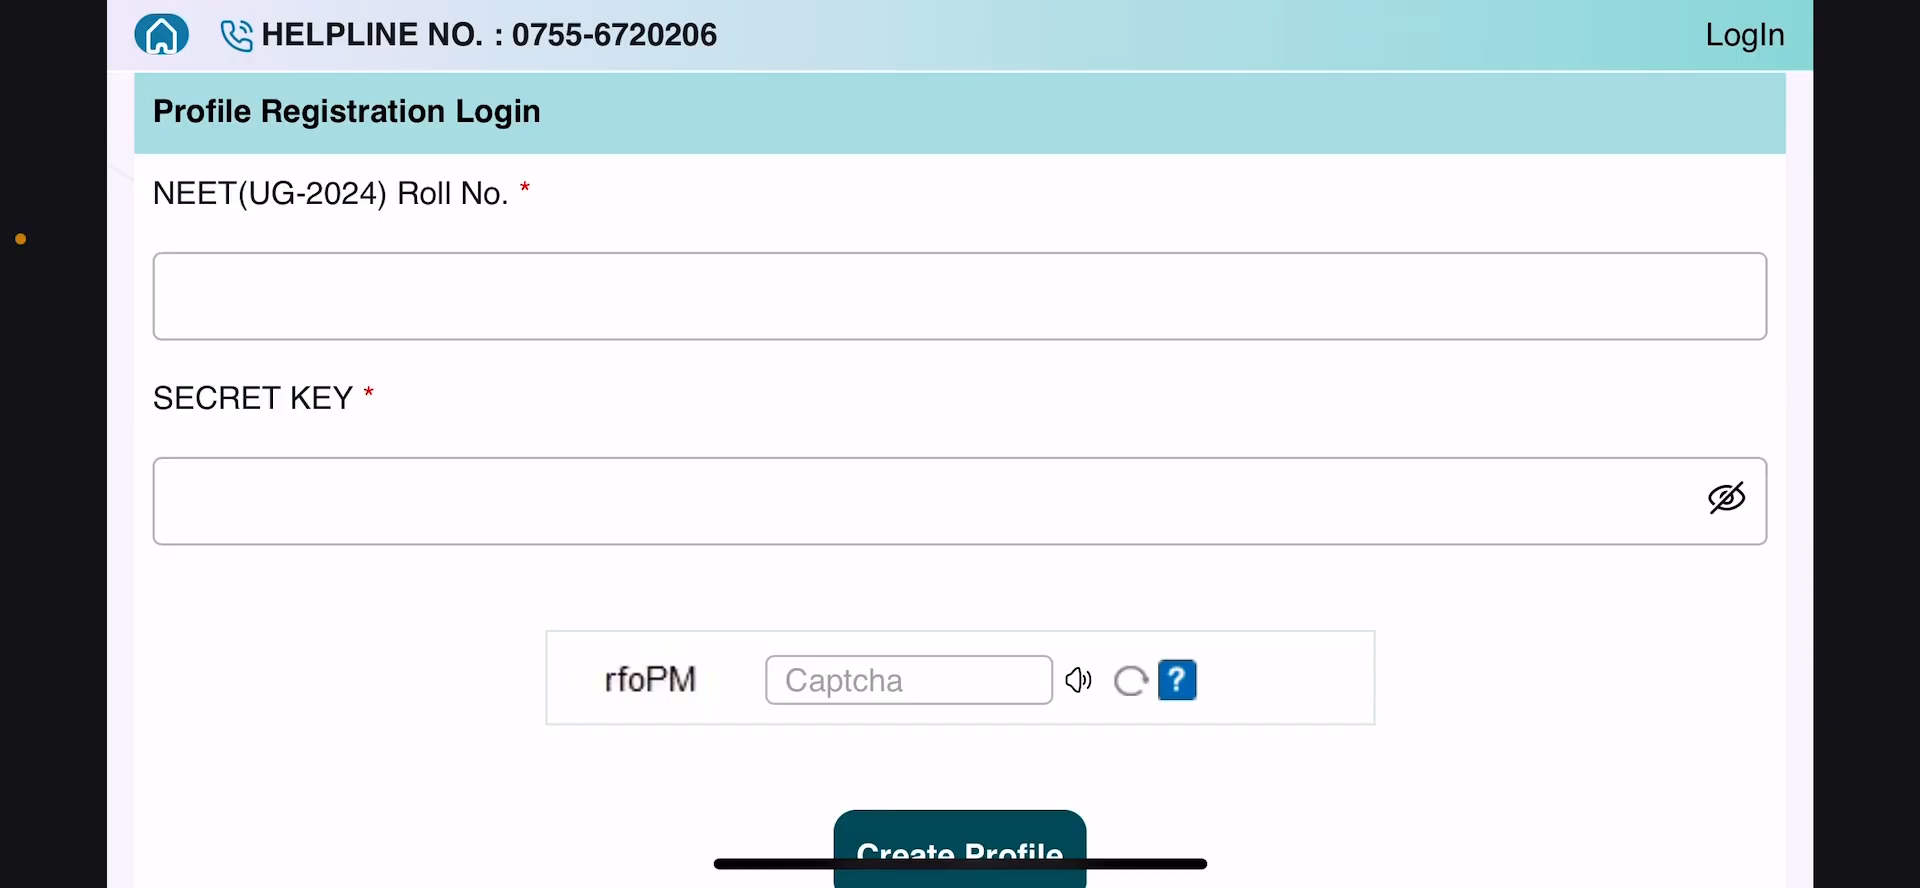 HELPLINE NO. : 0755-6720206
LogIn
Profile Registration Login
NEET(UG-2024) Roll No. *
SECRET KEY *
rfoPM
Captcha
?
Create Profile